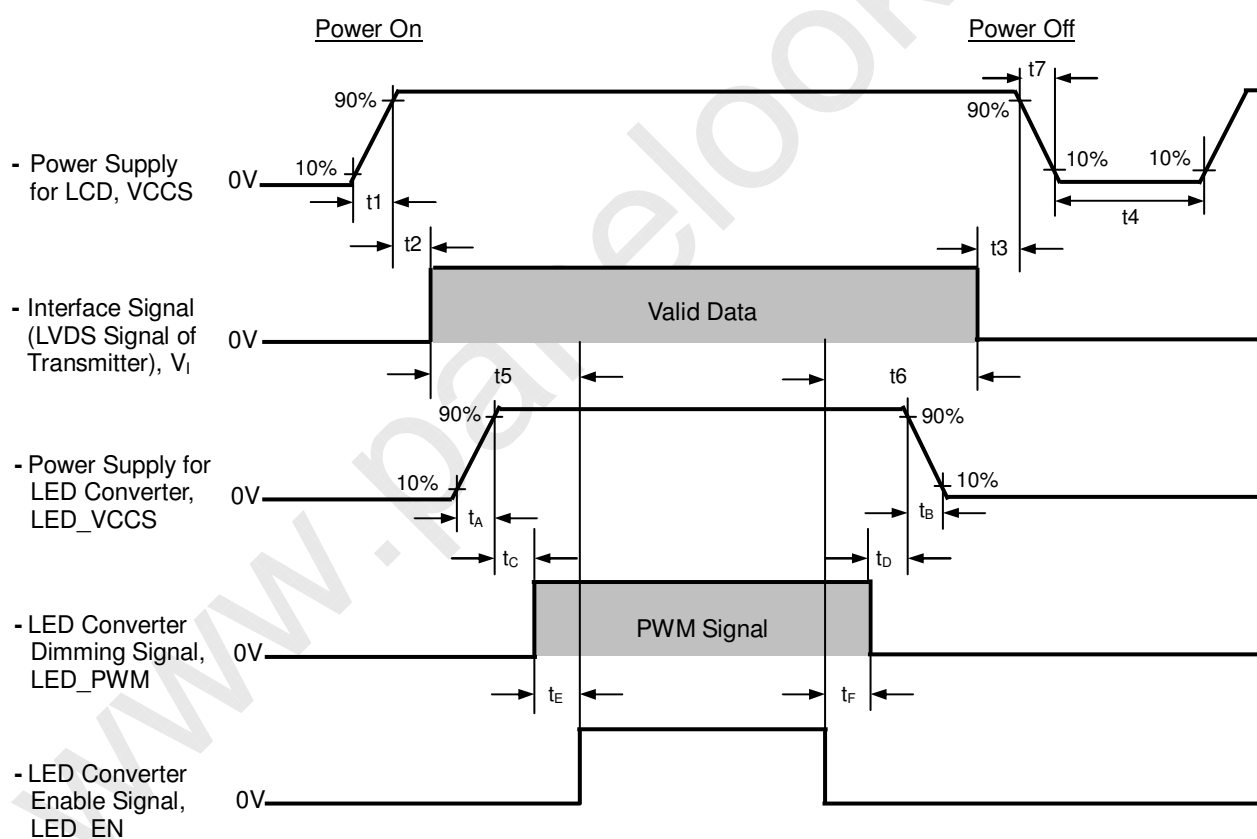 Power On
Power Off
t7
90%
90%
10%
10%
10%
- Power Supply
for LCD, VCCS
0V
t1
t4
t2
t3
- Interface Signal
(LVDS Signal of
Transmitter), VI
0V
Valid Data
t5
t6
90%
90%
- Power Supply for
LED Converter,
LED_VCCS
0V
10%
10%
tA
tB
tC
tD
- LED Converter
Dimming Signal,
LED_PWM
0V
PWM Signal
tE
tF
- LED Converter
Enable Signal,
LED_EN
0V